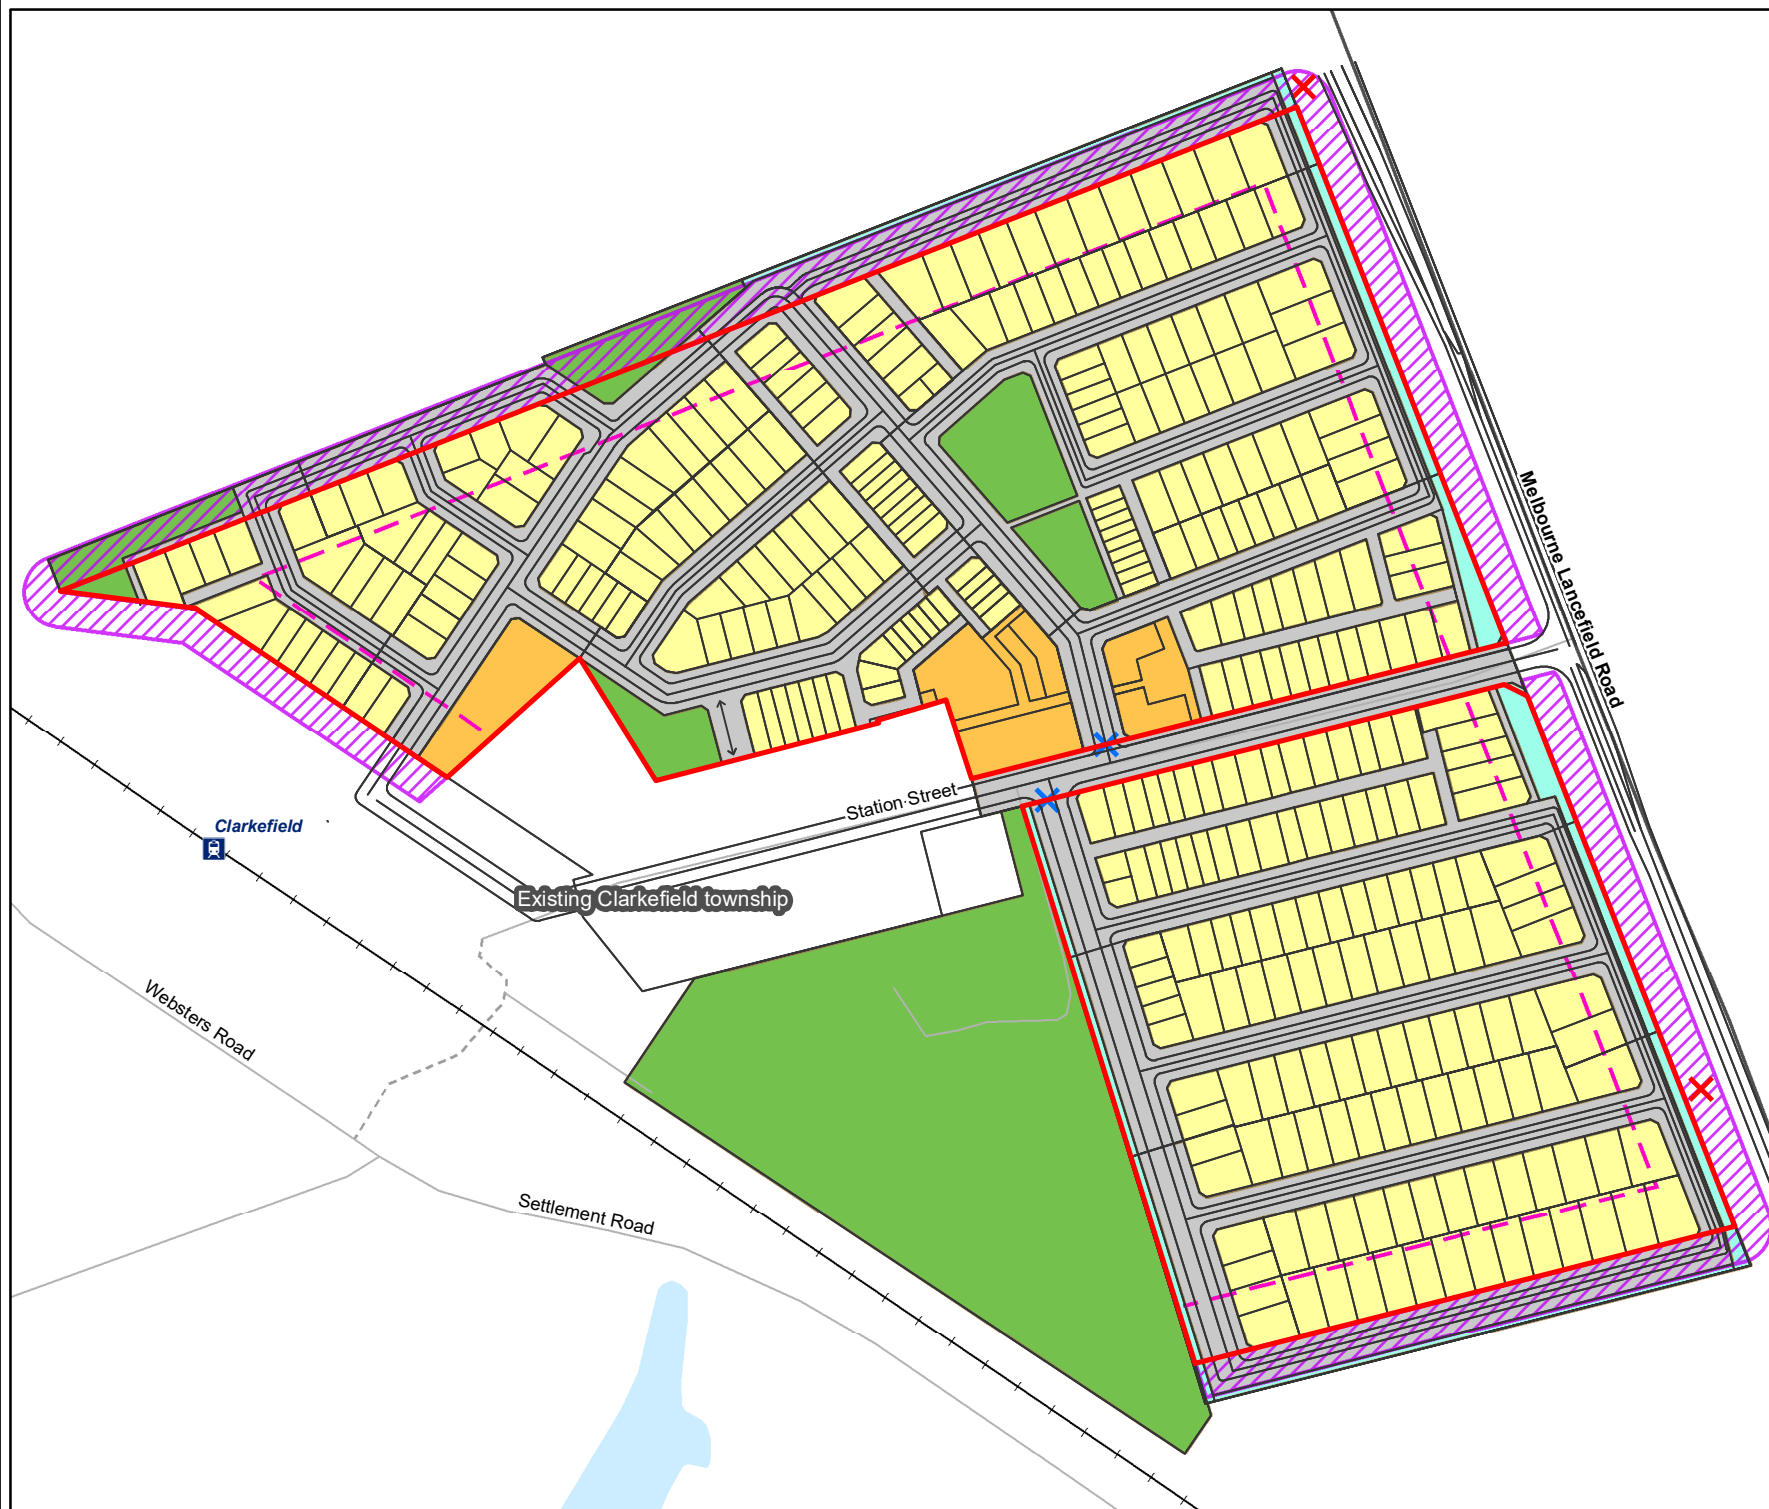 Melbourne Lancefield Road
Station Street
Clarkefield
Existing Clarkefield township
Websters Road
Settlement Road